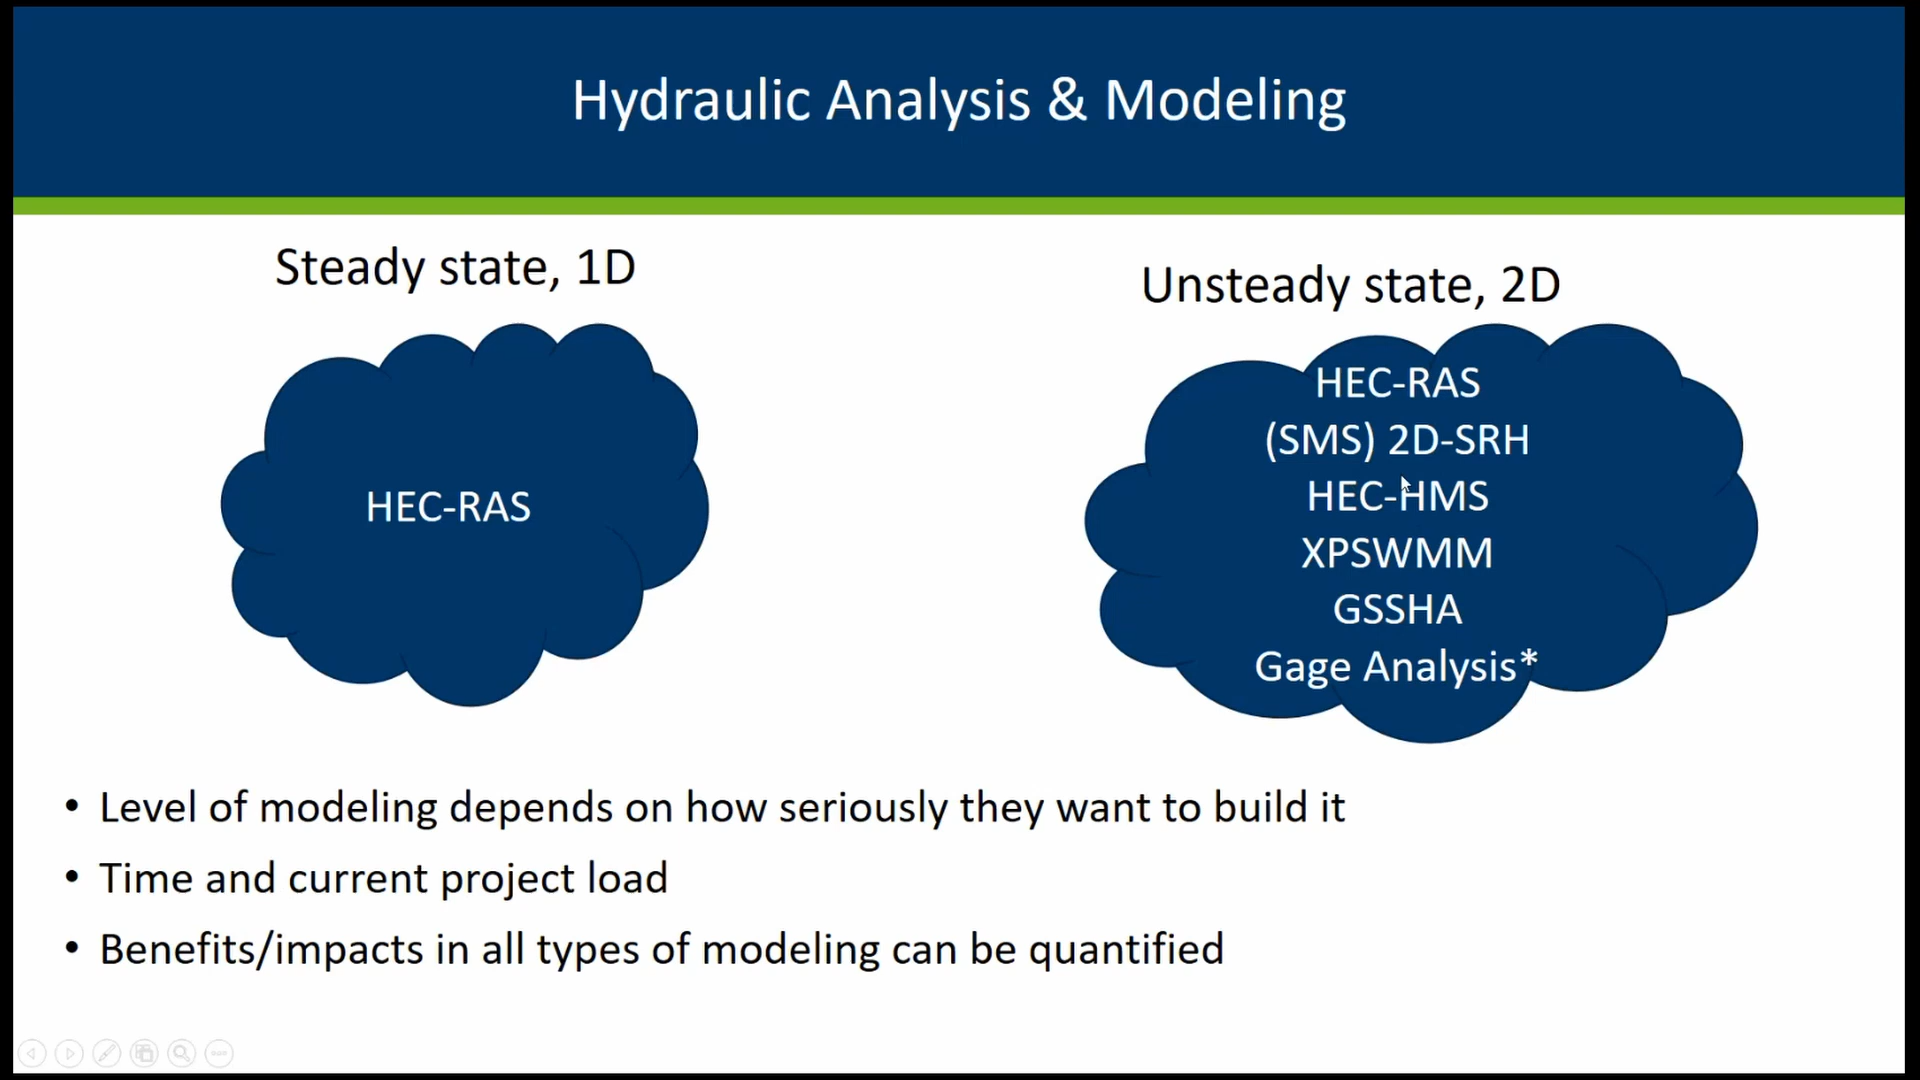 Hydraulic Analysis & Modeling
Steady state, 1D
HEC-RAS
Unsteady state, 2D
HEC-RAS
(SMS) 2D-SRH
HEC-HMS
XPSWMM
GSSHA
Gage Analysis*
• Level of modeling depends on how seriously they want to build it
• Time and current project load
• Benefits/impacts in all types of modeling can be quantified